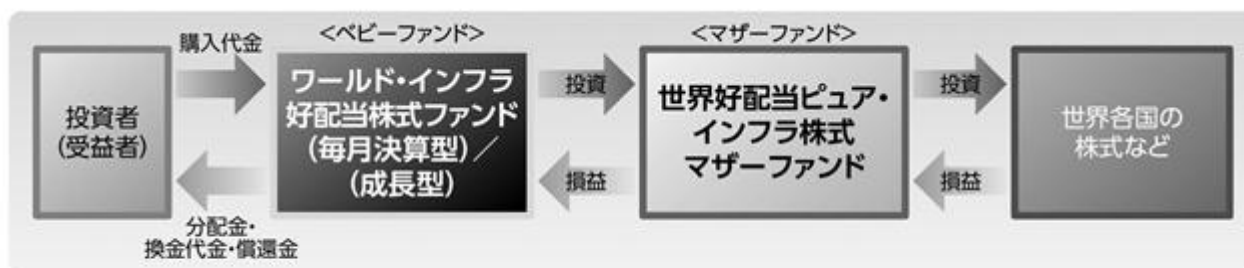 購入代金
<ベビーファンド>
<マザーファンド>
投資者
(受益者)
ワールド・インフラ
好配当株式ファンド
(毎月決算型)/
(成長型)
投資
損益
世界好配当ピュア・
インフラ株式
マザーファンド
投資
損益
世界各国の
株式など
分配金・
換金代金・償還金